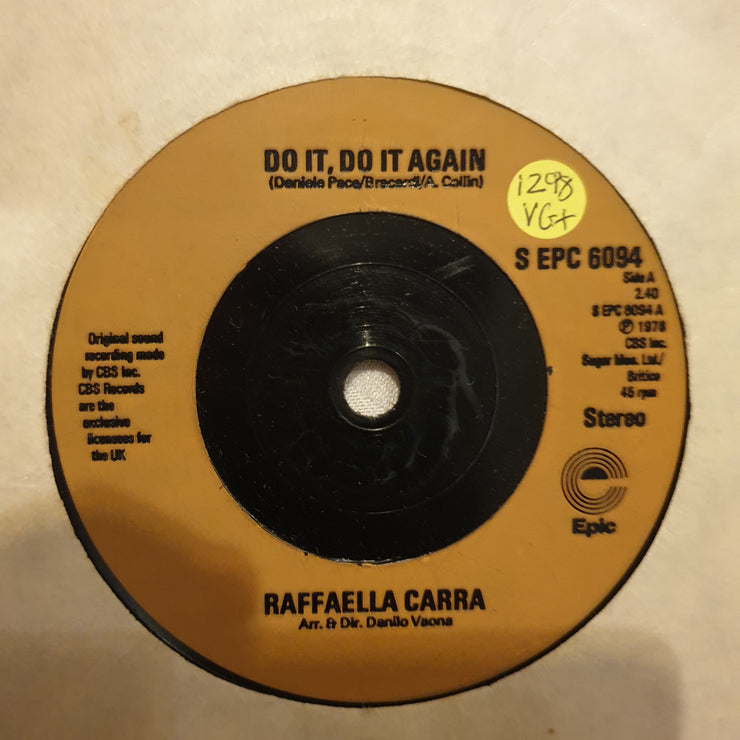 DO IT, DO IT AGAIN
(Daniele Pace/Bracardi/A. Collin)
i298
VG+
S EPC 6094
Side A
2.40
S EPC 6094 A
Ⓟ 1978
CBS Inc.
Sugar Mus. Ltd./
Britico
45 rpm
Stereo
Epic
Original sound
recording made
by CBS Inc.
CBS Records
are the
exclusive
licensees for
the UK
RAFFAELLA CARRA
Arr. & Dir. Danilo Vaona